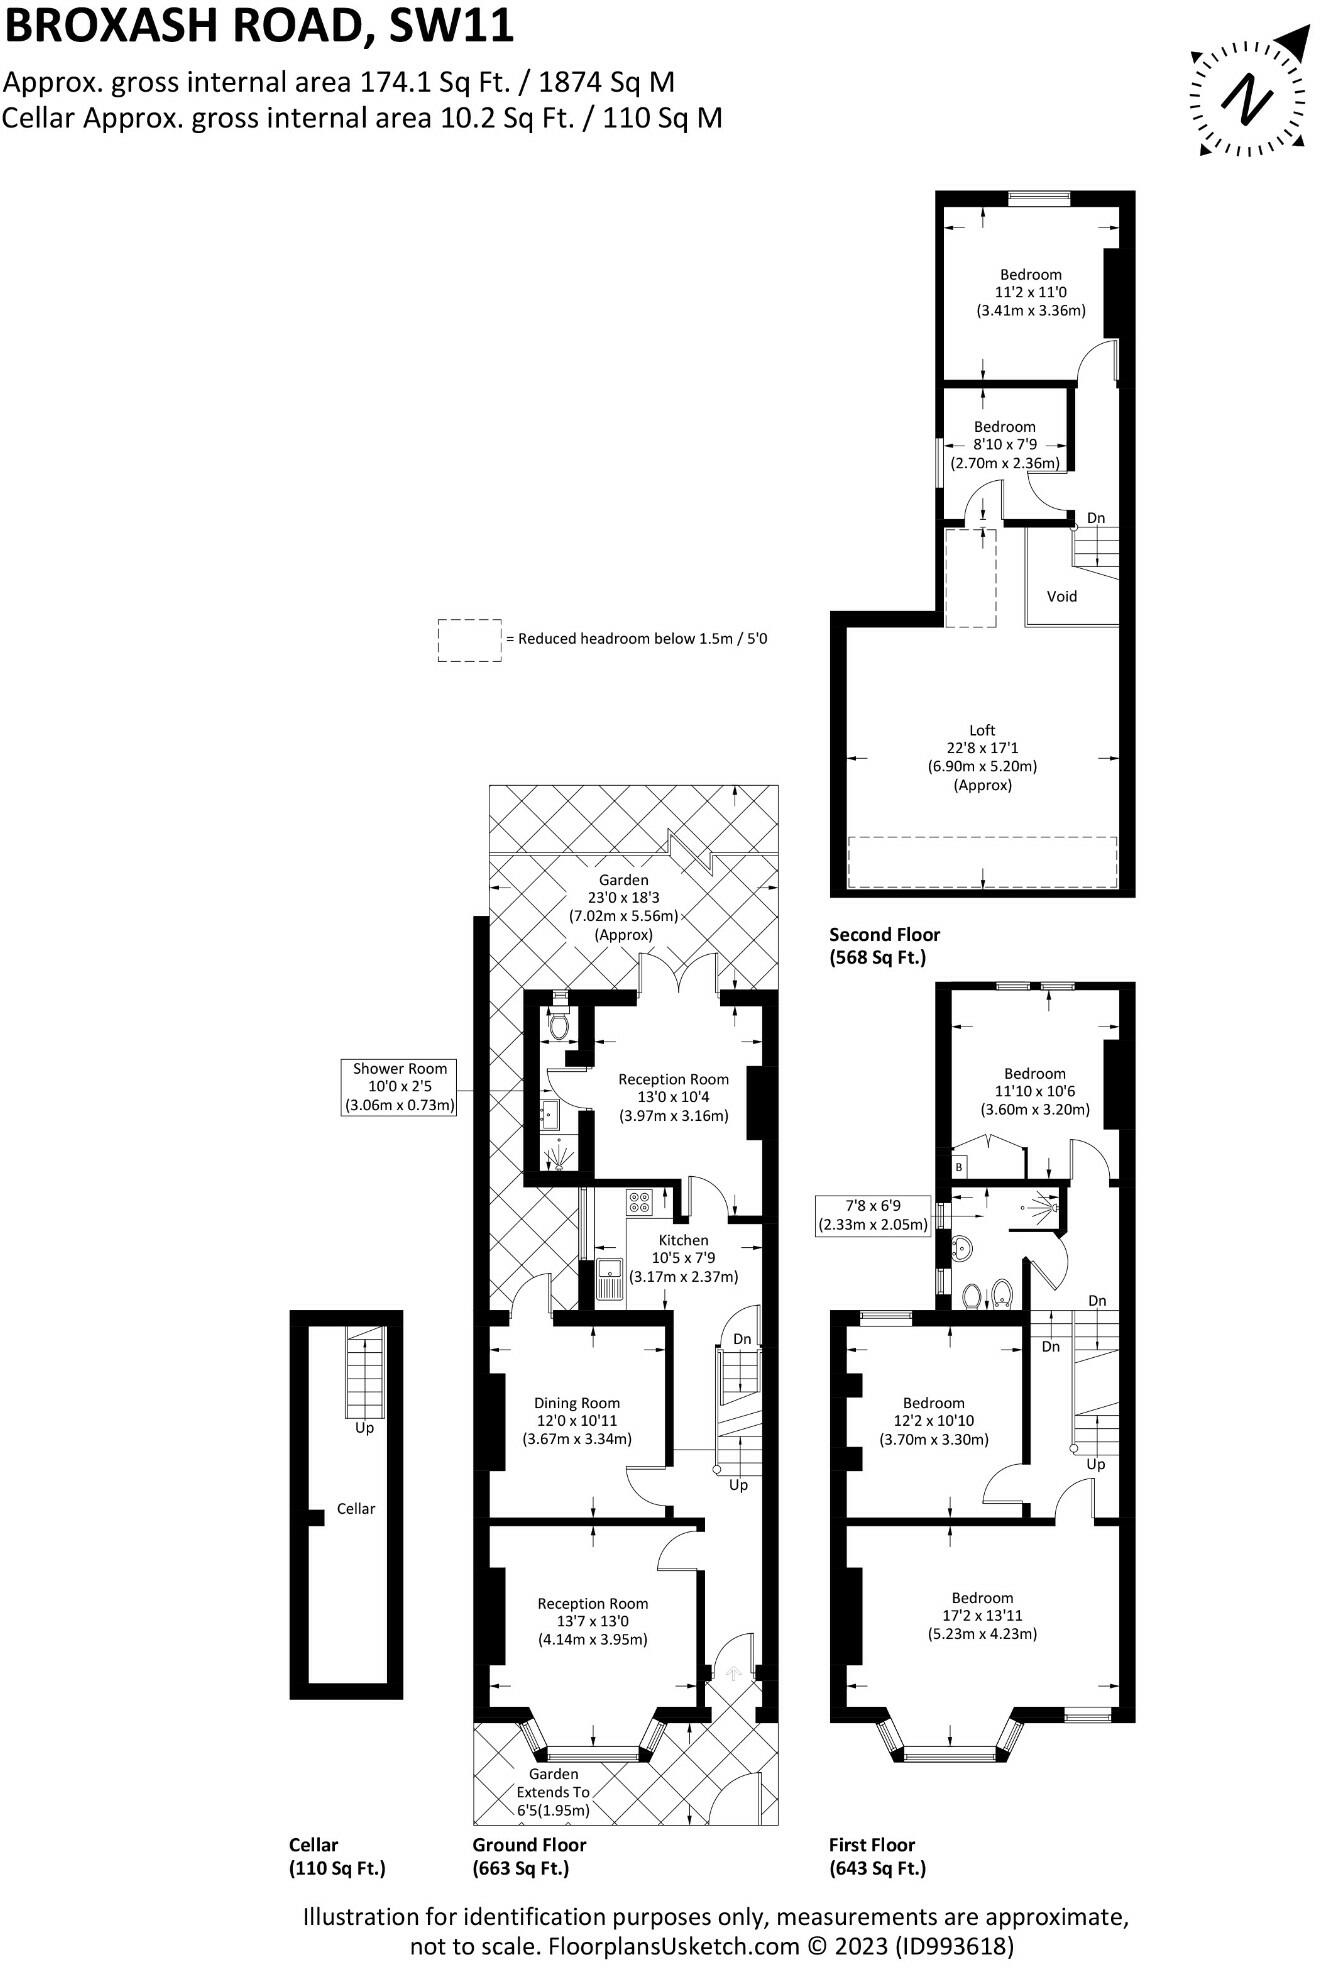 BROXASH ROAD, SW11
Approx. gross internal area 174.1 Sq Ft. / 1874 Sq M
Cellar Approx. gross internal area 10.2 Sq Ft. / 110 Sq M
N
Bedroom
11'2 x 11'0
(3.41m x 3.36m)
Bedroom
8'10 x 7'9
(2.70m x 2.36m)
Dn
Void
= Reduced headroom below 1.5m / 5'0
Loft
22'8 x 17'1
(6.90m x 5.20m)
(Approx)
Second Floor
(568 Sq Ft.)
Garden
23'0 x 18'3
(7.02m x 5.56m)
(Approx)
Shower Room
10'0 x 2'5
(3.06m x 0.73m)
Reception Room
13'0 x 10'4
(3.97m x 3.16m)
Kitchen
10'5 x 7'9
(3.17m x 2.37m)
Dn
Dining Room
12'0 x 10'11
(3.67m x 3.34m)
Up
Reception Room
13'7 x 13'0
(4.14m x 3.95m)
Garden
Extends To
6'5(1.95m)
Bedroom
11'10 x 10'6
(3.60m x 3.20m)
B
7'8 x 6'9
(2.33m x 2.05m)
Dn
Dn
Bedroom
12'2 x 10'10
(3.70m x 3.30m)
Up
Bedroom
17'2 x 13'11
(5.23m x 4.23m)
Up
Cellar
Cellar
(110 Sq Ft.)
Ground Floor
(663 Sq Ft.)
First Floor
(643 Sq Ft.)
Illustration for identification purposes only, measurements are approximate,
not to scale. FloorplansUsketch.com © 2023 (ID993618)